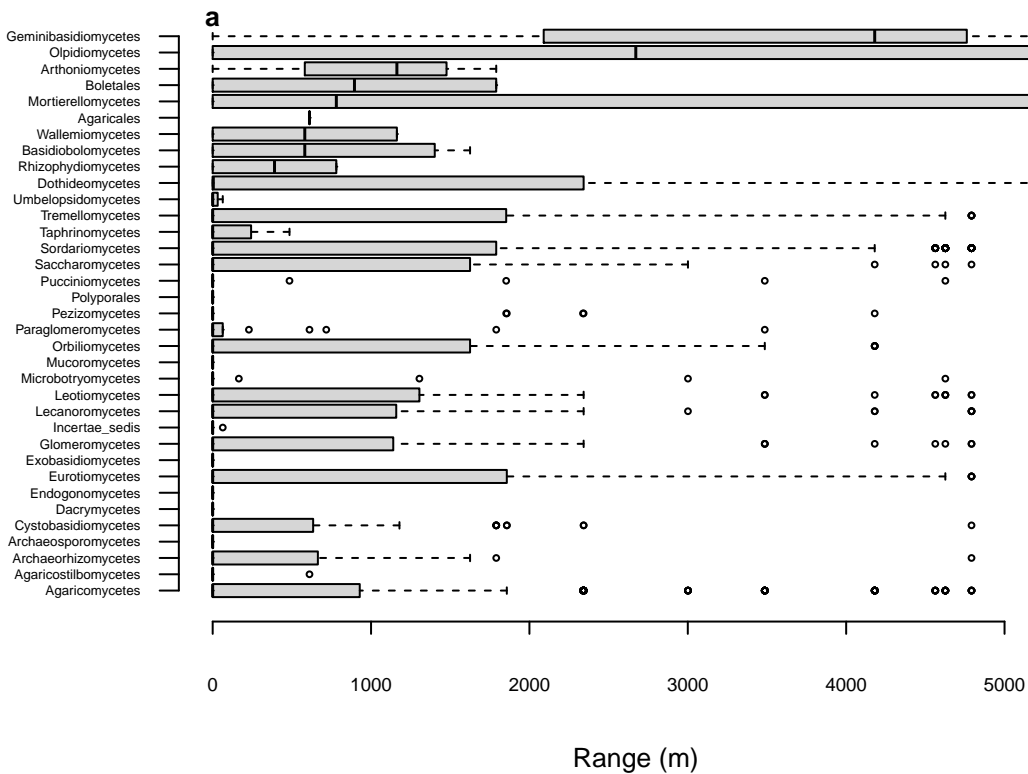 a
Geminibasidiomycetes
Olpidiomycetes
Arthoniomycetes
Boletales
Mortierellomycetes
Agaricales
Wallemiomycetes
Basidiobolomycetes
Rhizophydiomycetes
Dothideomycetes
Umbelopsidomycetes
Tremellomycetes
Taphrinomycetes
Sordariomycetes
Saccharomycetes
Pucciniomycetes
Polyporales
Pezizomycetes
Paraglomeromycetes
Orbiliomycetes
Mucoromycetes
Microbotryomycetes
Leotiomycetes
Lecanoromycetes
Incertae_sedis
Glomeromycetes
Exobasidiomycetes
Eurotiomycetes
Endogonomycetes
Dacrymycetes
Cystobasidiomycetes
Archaeosporomycetes
Archaeorhizomycetes
Agaricostilbomycetes
Agaricomycetes
0 1000 2000 3000 4000 5000
Range (m)